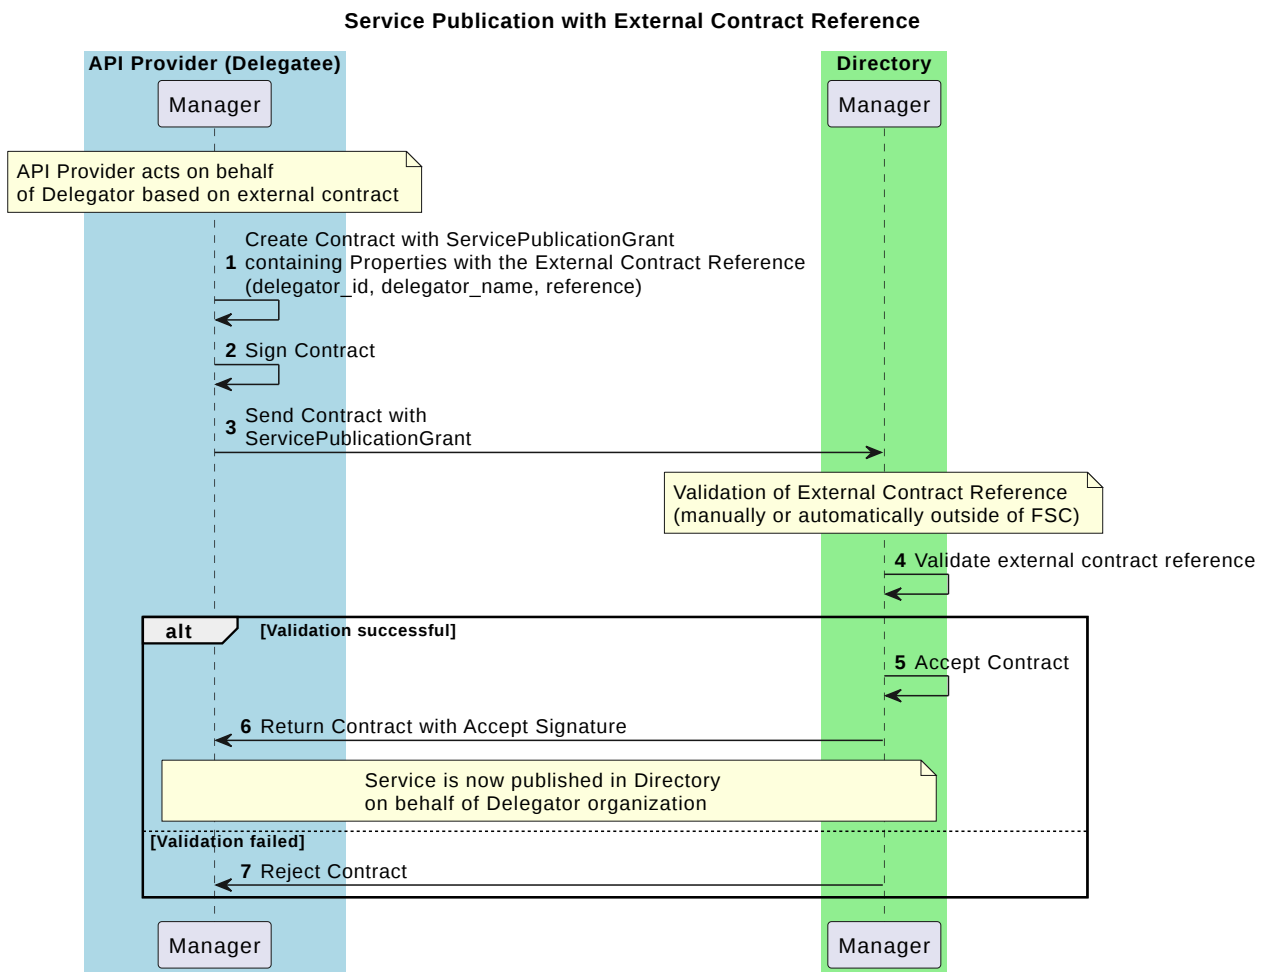 Service Publication with External Contract Reference
API Provider (Delegatee)
Directory
Manager
Manager
API Provider acts on behalf
of Delegator based on external contract
Create Contract with ServicePublicationGrant
1 containing Properties with the External Contract Reference
(delegator_id, delegator_name, reference)
2 Sign Contract
3 Send Contract with
ServicePublicationGrant
Validation of External Contract Reference
(manually or automatically outside of FSC)
4 Validate external contract reference
alt [Validation successful]
5 Accept Contract
6 Return Contract with Accept Signature
Service is now published in Directory
on behalf of Delegator organization
[Validation failed]
7 Reject Contract
Manager
Manager